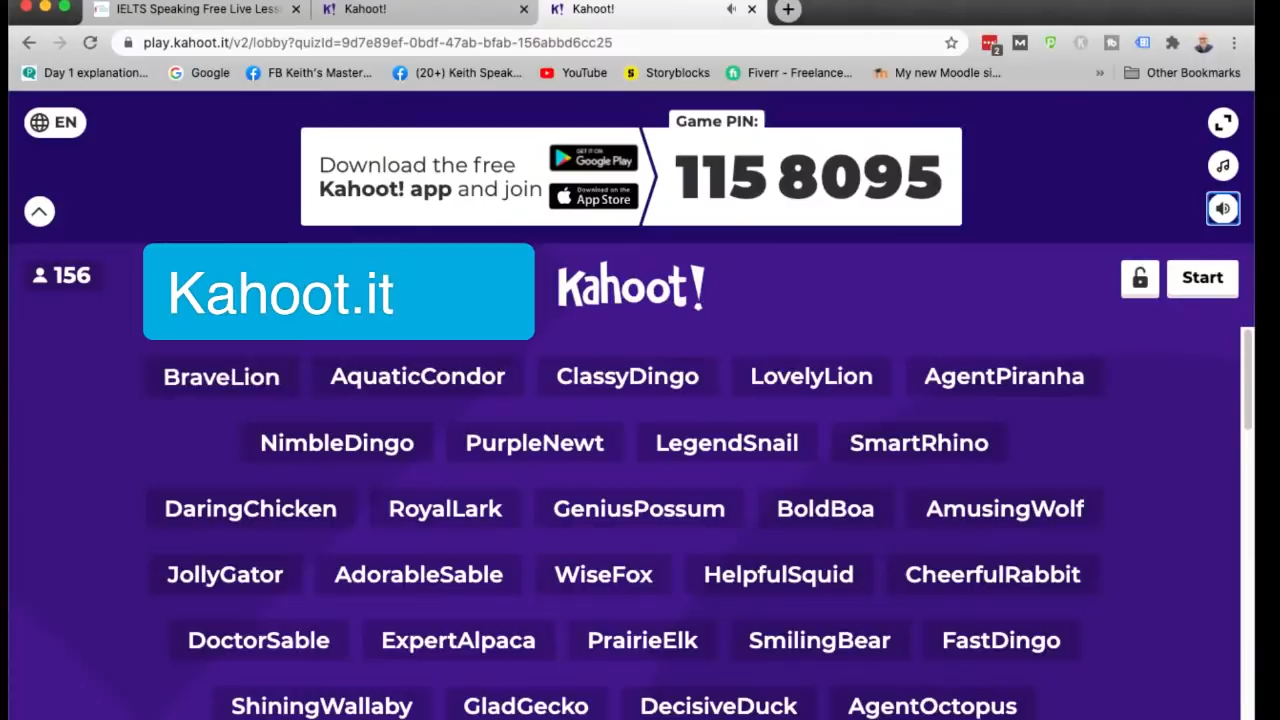 IELTS Speaking Free Live Less
Kahoot!
Kahoot!
play.kahoot.it/v2/lobby?quizId=9d7e89ef-0bdf-47ab-bfab-156abbd6cc25
2
M
Day 1 explanation...
Google
FB Keith's Master...
(20+) Keith Speak...
YouTube
Storyblocks
Fiverr - Freelance...
My new Moodle si...
Other Bookmarks
EN
Download the free
Kahoot! app and join
GET IT ON
Google Play
Download on the
App Store
Game PIN:
115 8095
156
Kahoot.it
Kahoot!
Start
BraveLion AquaticCondor ClassyDingo LovelyLion AgentPiranha
NimbleDingo PurpleNewt LegendSnail SmartRhino
DaringChicken RoyalLark GeniusPossum BoldBoa AmusingWolf
JollyGator AdorableSable WiseFox HelpfulSquid CheerfulRabbit
DoctorSable ExpertAlpaca PrairieElk SmilingBear FastDingo
ShiningWallaby GladGecko DecisiveDuck AgentOctopus